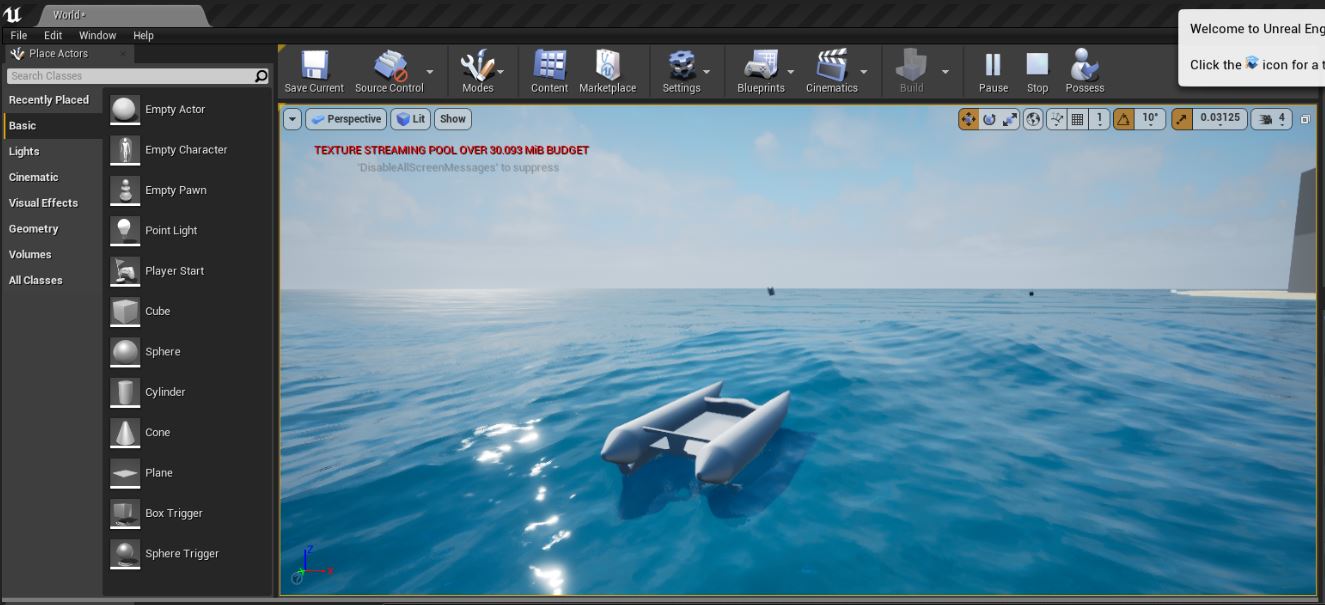 World•
File Edit Window Help
Welcome to Unreal Eng
Click the icon for a t
Place Actors
Search Classes
Recently Placed
Basic
Lights
Cinematic
Visual Effects
Geometry
Volumes
All Classes
Empty Actor
Empty Character
Empty Pawn
Point Light
Player Start
Cube
Sphere
Cylinder
Cone
Plane
Box Trigger
Sphere Trigger
Save Current Source Control Modes Content Marketplace Settings Blueprints Cinematics Build Pause Stop Possess
Perspective Lit Show 1 10° 0.03125 4
TEXTURE STREAMING POOL OVER 30.093 MiB BUDGET
'DisableAllScreenMessages' to suppress
Z
X